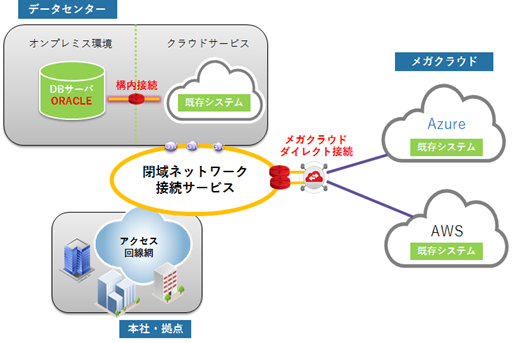 データセンター
オンプレミス環境
クラウドサービス
DBサーバ
ORACLE
構内接続
既存システム
メガクラウド
Azure
既存システム
メガクラウド
ダイレクト接続
閉域ネットワーク
接続サービス
AWS
既存システム
アクセス
回線網
本社・拠点